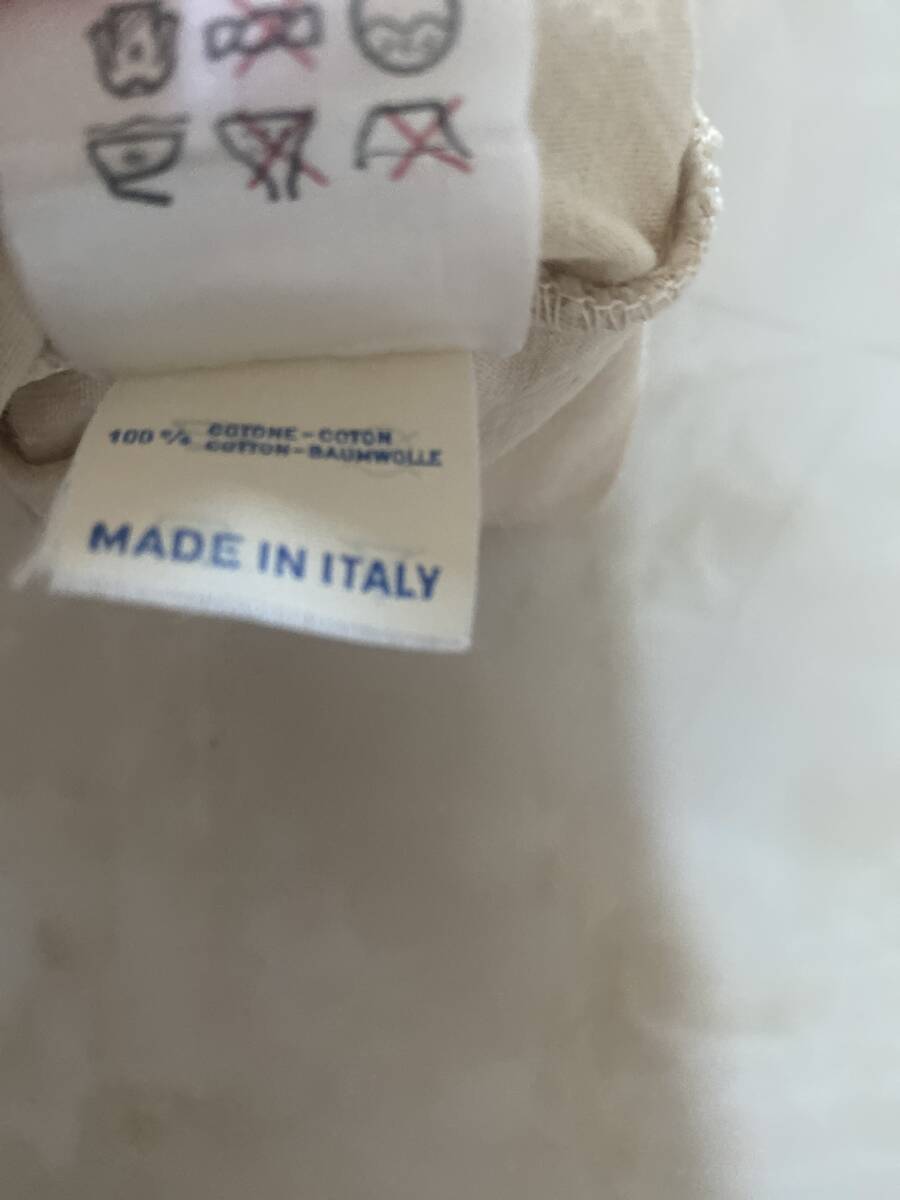 100 % COTONE-COTON
COTTON-BAUMWOLLE
MADE IN ITALY